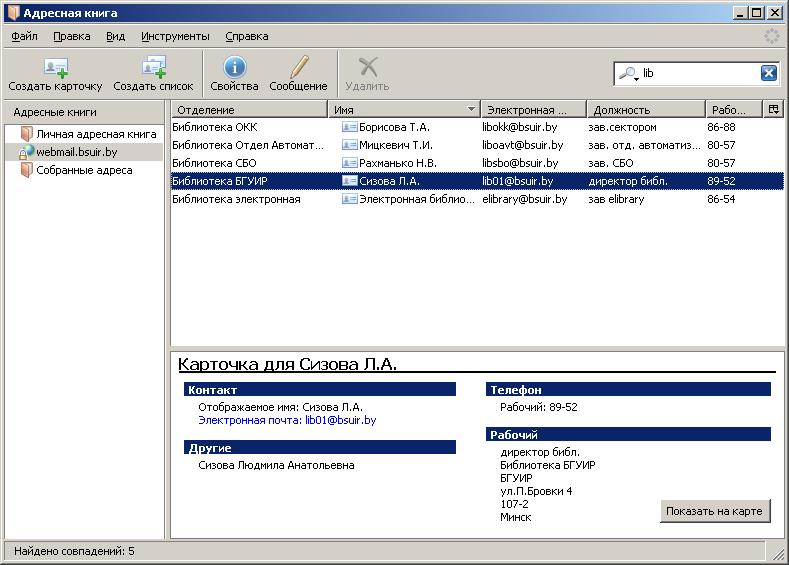 Адресная книга
Файл Правка Вид Инструменты Справка
Создать карточку Создать список Свойства Сообщение Удалить lib
Адресные книги
Личная адресная книга
webmail.bsuir.by
Собранные адреса
Отделение Имя Электронная ... Должность Рабо...
Библиотека ОКК Борисова Т.А. libokk@bsuir.by зав.сектором 86-88
Библиотека Отдел Автомат... Мицкевич Т.И. liboavt@bsuir.by зав. отд. автоматиз... 80-57
Библиотека СБО Рахманько Н.В. libsbo@bsuir.by зав. СБО 80-57
Библиотека БГУИР Сизова Л.А. lib01@bsuir.by директор библ. 89-52
Библиотека электронная Электронная библио... elibrary@bsuir.by зав elibrary 86-54
Карточка для Сизова Л.А.
Контакт
Отображаемое имя: Сизова Л.А.
Электронная почта: lib01@bsuir.by
Другие
Сизова Людмила Анатольевна
Телефон
Рабочий: 89-52
Рабочий
директор библ.
Библиотека БГУИР
БГУИР
ул.П.Бровки 4
107-2
Минск
Показать на карте
Найдено совпадений: 5